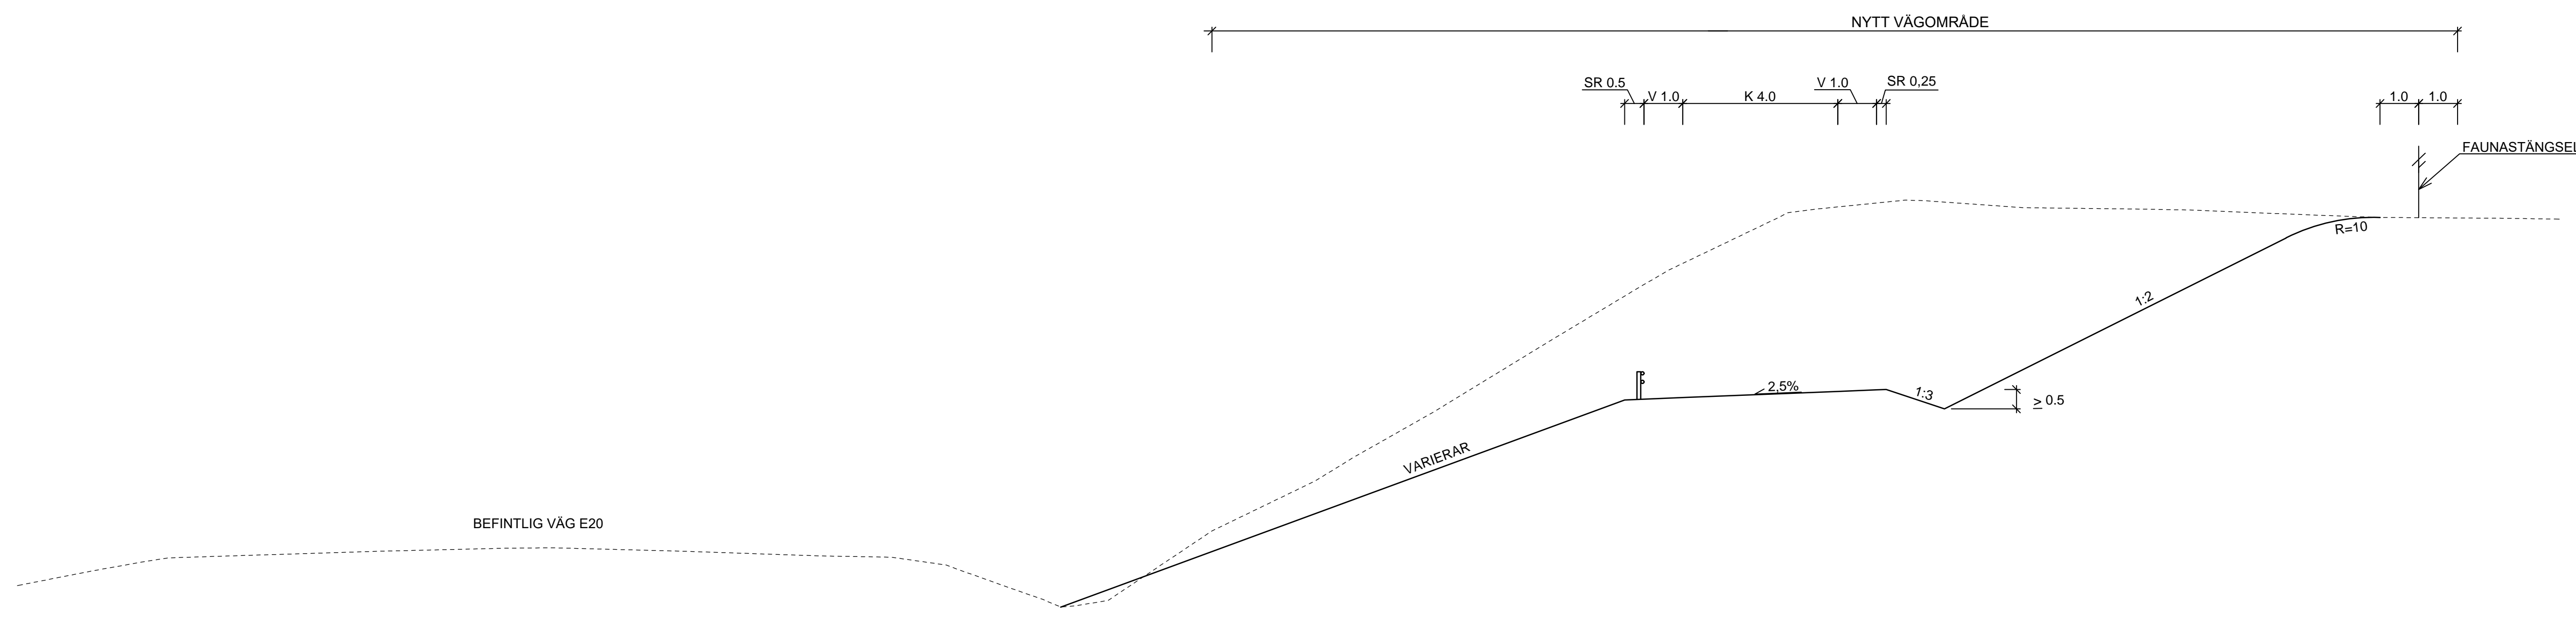 NYTT VÄGOMRÅDE
SR 0.5
V 1.0
K 4.0
V 1.0
SR 0,25
1.0
1.0
FAUNASTÄNGSEL
R=10
1:2
2,5%
1:3
≥ 0.5
VARIERAR
BEFINTLIG VÄG E20